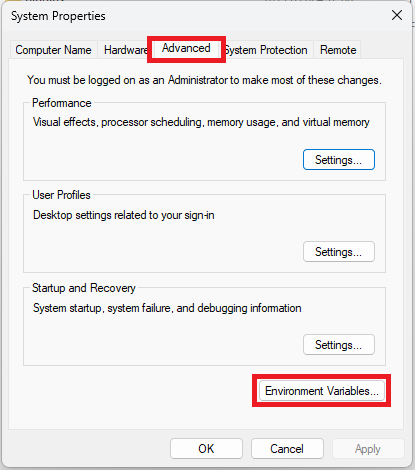 System Properties
Computer Name Hardware Advanced System Protection Remote
You must be logged on as an Administrator to make most of these changes.
Performance
Visual effects, processor scheduling, memory usage, and virtual memory
Settings...
User Profiles
Desktop settings related to your sign-in
Settings...
Startup and Recovery
System startup, system failure, and debugging information
Settings...
Environment Variables...
OK Cancel Apply